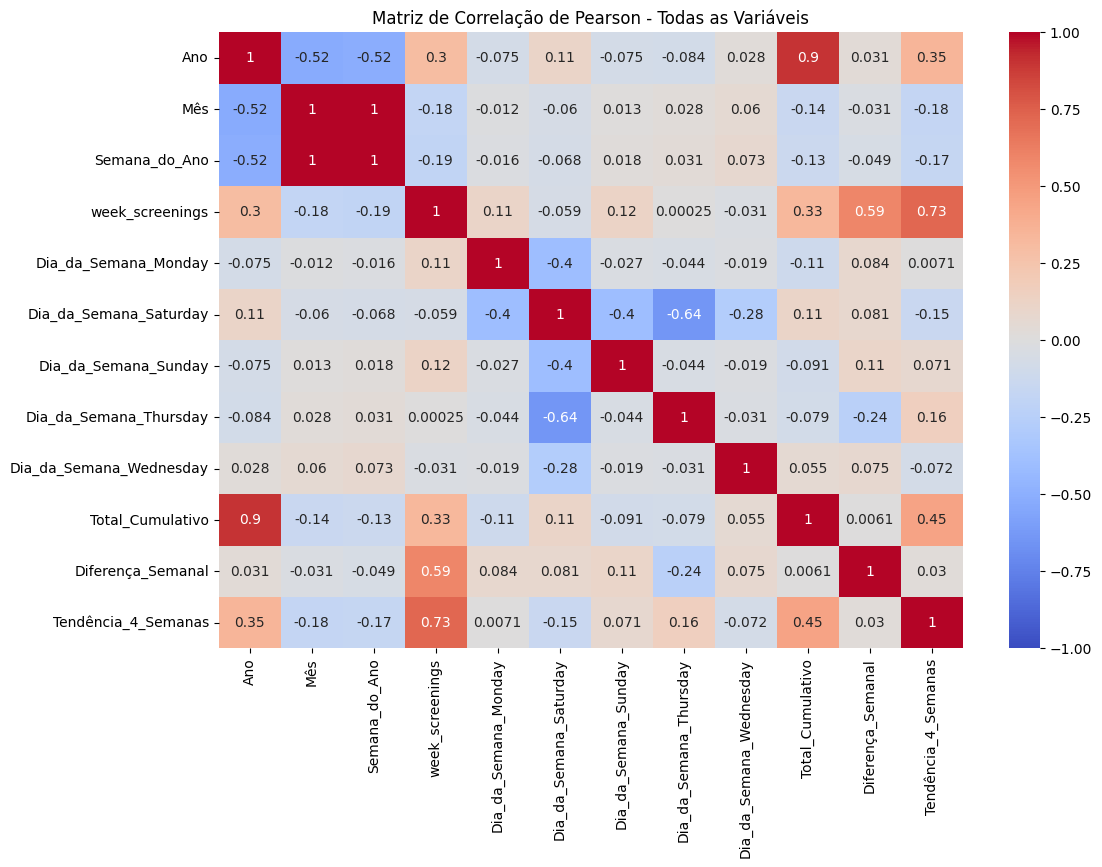 Matriz de Correlação de Pearson - Todas as Variáveis
Ano 1 -0.52 -0.52 0.3 -0.075 0.11 -0.075 -0.084 0.028 0.9 0.031 0.35
Mês -0.52 1 1 -0.18 -0.012 -0.06 0.013 0.028 0.06 -0.14 -0.031 -0.18
Semana_do_Ano -0.52 1 1 -0.19 -0.016 -0.068 0.018 0.031 0.073 -0.13 -0.049 -0.17
week_screenings 0.3 -0.18 -0.19 1 0.11 -0.059 0.12 0.00025 -0.031 0.33 0.59 0.73
Dia_da_Semana_Monday -0.075 -0.012 -0.016 0.11 1 -0.4 -0.027 -0.044 -0.019 -0.11 0.084 0.0071
Dia_da_Semana_Saturday 0.11 -0.06 -0.068 -0.059 -0.4 1 -0.4 -0.64 -0.28 0.11 0.081 -0.15
Dia_da_Semana_Sunday -0.075 0.013 0.018 0.12 -0.027 -0.4 1 -0.044 -0.019 -0.091 0.11 0.071
Dia_da_Semana_Thursday -0.084 0.028 0.031 0.00025 -0.044 -0.64 -0.044 1 -0.031 -0.079 -0.24 0.16
Dia_da_Semana_Wednesday 0.028 0.06 0.073 -0.031 -0.019 -0.28 -0.019 -0.031 1 0.055 0.075 -0.072
Total_Cumulativo 0.9 -0.14 -0.13 0.33 -0.11 0.11 -0.091 -0.079 0.055 1 0.0061 0.45
Diferença_Semanal 0.031 -0.031 -0.049 0.59 0.084 0.081 0.11 -0.24 0.075 0.0061 1 0.03
Tendência_4_Semanas 0.35 -0.18 -0.17 0.73 0.0071 -0.15 0.071 0.16 -0.072 0.45 0.03 1
Ano
Mês
Semana_do_Ano
week_screenings
Dia_da_Semana_Monday
Dia_da_Semana_Saturday
Dia_da_Semana_Sunday
Dia_da_Semana_Thursday
Dia_da_Semana_Wednesday
Total_Cumulativo
Diferença_Semanal
Tendência_4_Semanas
1.00
0.75
0.50
0.25
0.00
−0.25
−0.50
−0.75
−1.00